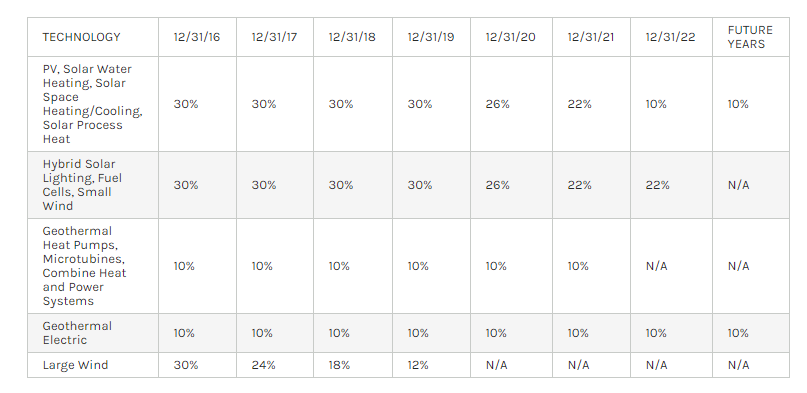 TECHNOLOGY 12/31/16 12/31/17 12/31/18 12/31/19 12/31/20 12/31/21 12/31/22 FUTURE
YEARS
PV, Solar Water
Heating, Solar
Space
Heating/Cooling,
Solar Process
Heat
30% 30% 30% 30% 26% 22% 10% 10%
Hybrid Solar
Lighting, Fuel
Cells, Small
Wind
30% 30% 30% 30% 26% 22% 22% N/A
Geothermal
Heat Pumps,
Microtubines,
Combine Heat
and Power
Systems
10% 10% 10% 10% 10% 10% N/A N/A
Geothermal
Electric
10% 10% 10% 10% 10% 10% 10% 10%
Large Wind 30% 24% 18% 12% N/A N/A N/A N/A